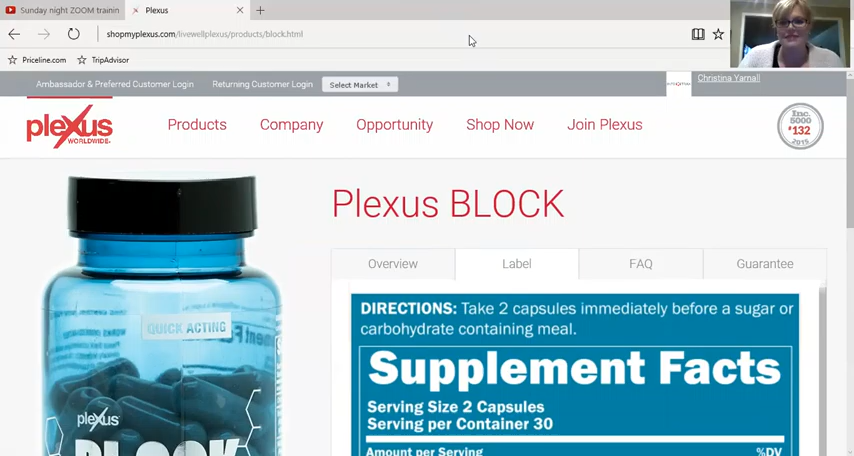 Sunday night ZOOM trainin
Plexus
shopmyplexus.com/livewellplexus/products/block.html
Priceline.com
TripAdvisor
Ambassador & Preferred Customer Login
Returning Customer Login
Select Market
Christina Yarnall
plexus
WORLDWIDE
Products
Company
Opportunity
Shop Now
Join Plexus
Inc.
5000
#132
2015
Plexus BLOCK
Overview
Label
FAQ
Guarantee
QUICK ACTING
plexus
BLOCK
DIRECTIONS: Take 2 capsules immediately before a sugar or
carbohydrate containing meal.
Supplement Facts
Serving Size 2 Capsules
Serving per Container 30
Amount per Serving %DV